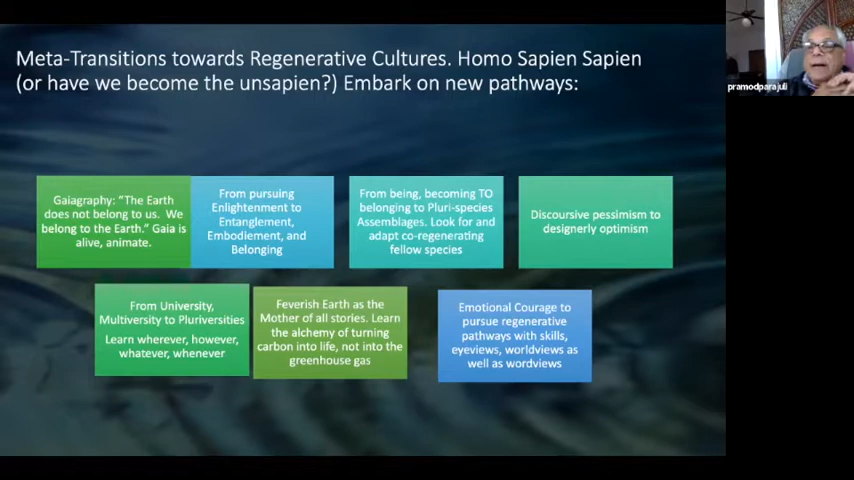 Meta-Transitions towards Regenerative Cultures. Homo Sapien Sapien
(or have we become the unsapien?) Embark on new pathways:
pramodparajuli
Gaiagraphy: "The Earth
does not belong to us. We
belong to the Earth." Gaia is
alive, animate.
From pursuing
Enlightenment to
Entanglement,
Embodiement, and
Belonging
From being, becoming TO
belonging to Pluri-species
Assemblages. Look for and
adapt co-regenerating
fellow species
Discoursive pessimism to
designerly optimism
From University,
Multiversity to Pluriversities
Learn wherever, however,
whatever, whenever
Feverish Earth as the
Mother of all stories. Learn
the alchemy of turning
carbon into life, not into the
greenhouse gas
Emotional Courage to
pursue regenerative
pathways with skills,
eyeviews, worldviews as
well as wordviews